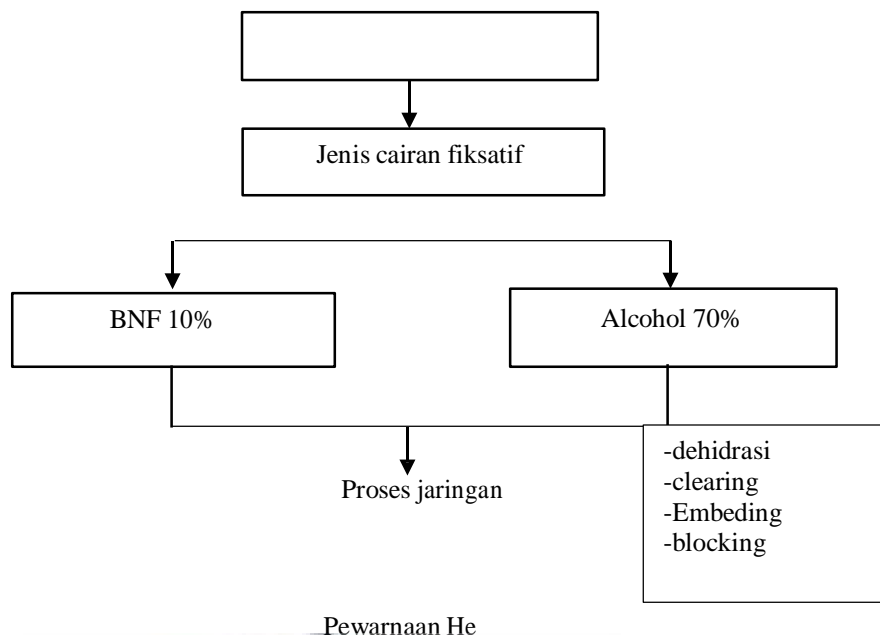 Jenis cairan fiksatif
BNF 10%
Alcohol 70%
Proses jaringan
-dehidrasi
-clearing
-Embeding
-blocking
Pewarnaan He